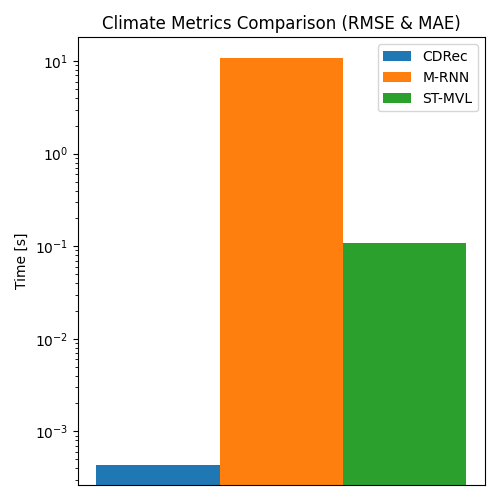 Climate Metrics Comparison (RMSE & MAE)
CDRec
M-RNN
ST-MVL
10¹
10⁰
10⁻¹
10⁻²
10⁻³
Time [s]